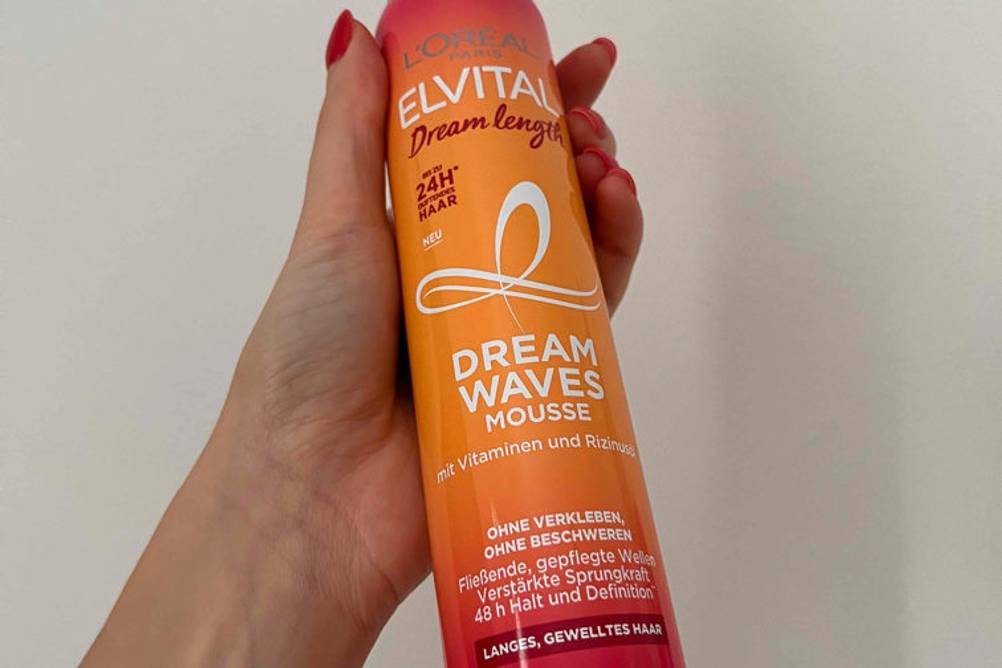 L'ORÉAL
PARIS
ELVITAL
Dream length
BIS ZU
24H*
DUFTENDES
HAAR
NEU
DREAM
WAVES
MOUSSE
mit Vitaminen und Rizinusöl
OHNE VERKLEBEN,
OHNE BESCHWEREN
Fließende, gepflegte Wellen
Verstärkte Sprungkraft
48 h Halt und Definition
LANGES, GEWELLTES HAAR